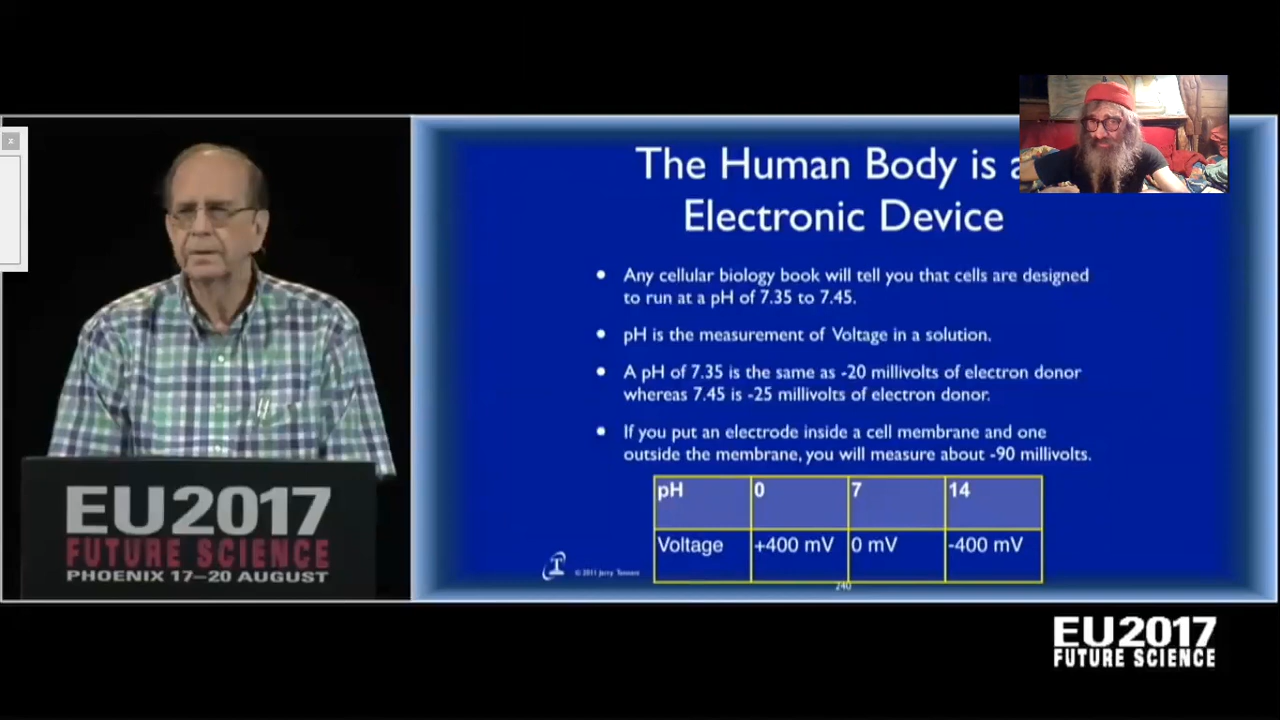 x
The Human Body is a
Electronic Device
Any cellular biology book will tell you that cells are designed
to run at a pH of 7.35 to 7.45.
pH is the measurement of Voltage in a solution.
A pH of 7.35 is the same as -20 millivolts of electron donor
whereas 7.45 is -25 millivolts of electron donor.
If you put an electrode inside a cell membrane and one
outside the membrane, you will measure about -90 millivolts.
pH 0 7 14
Voltage +400 mV 0 mV -400 mV
T
© 2011 Jerry Tennant
240
EU2017
FUTURE SCIENCE
PHOENIX 17–20 AUGUST
EU2017
FUTURE SCIENCE